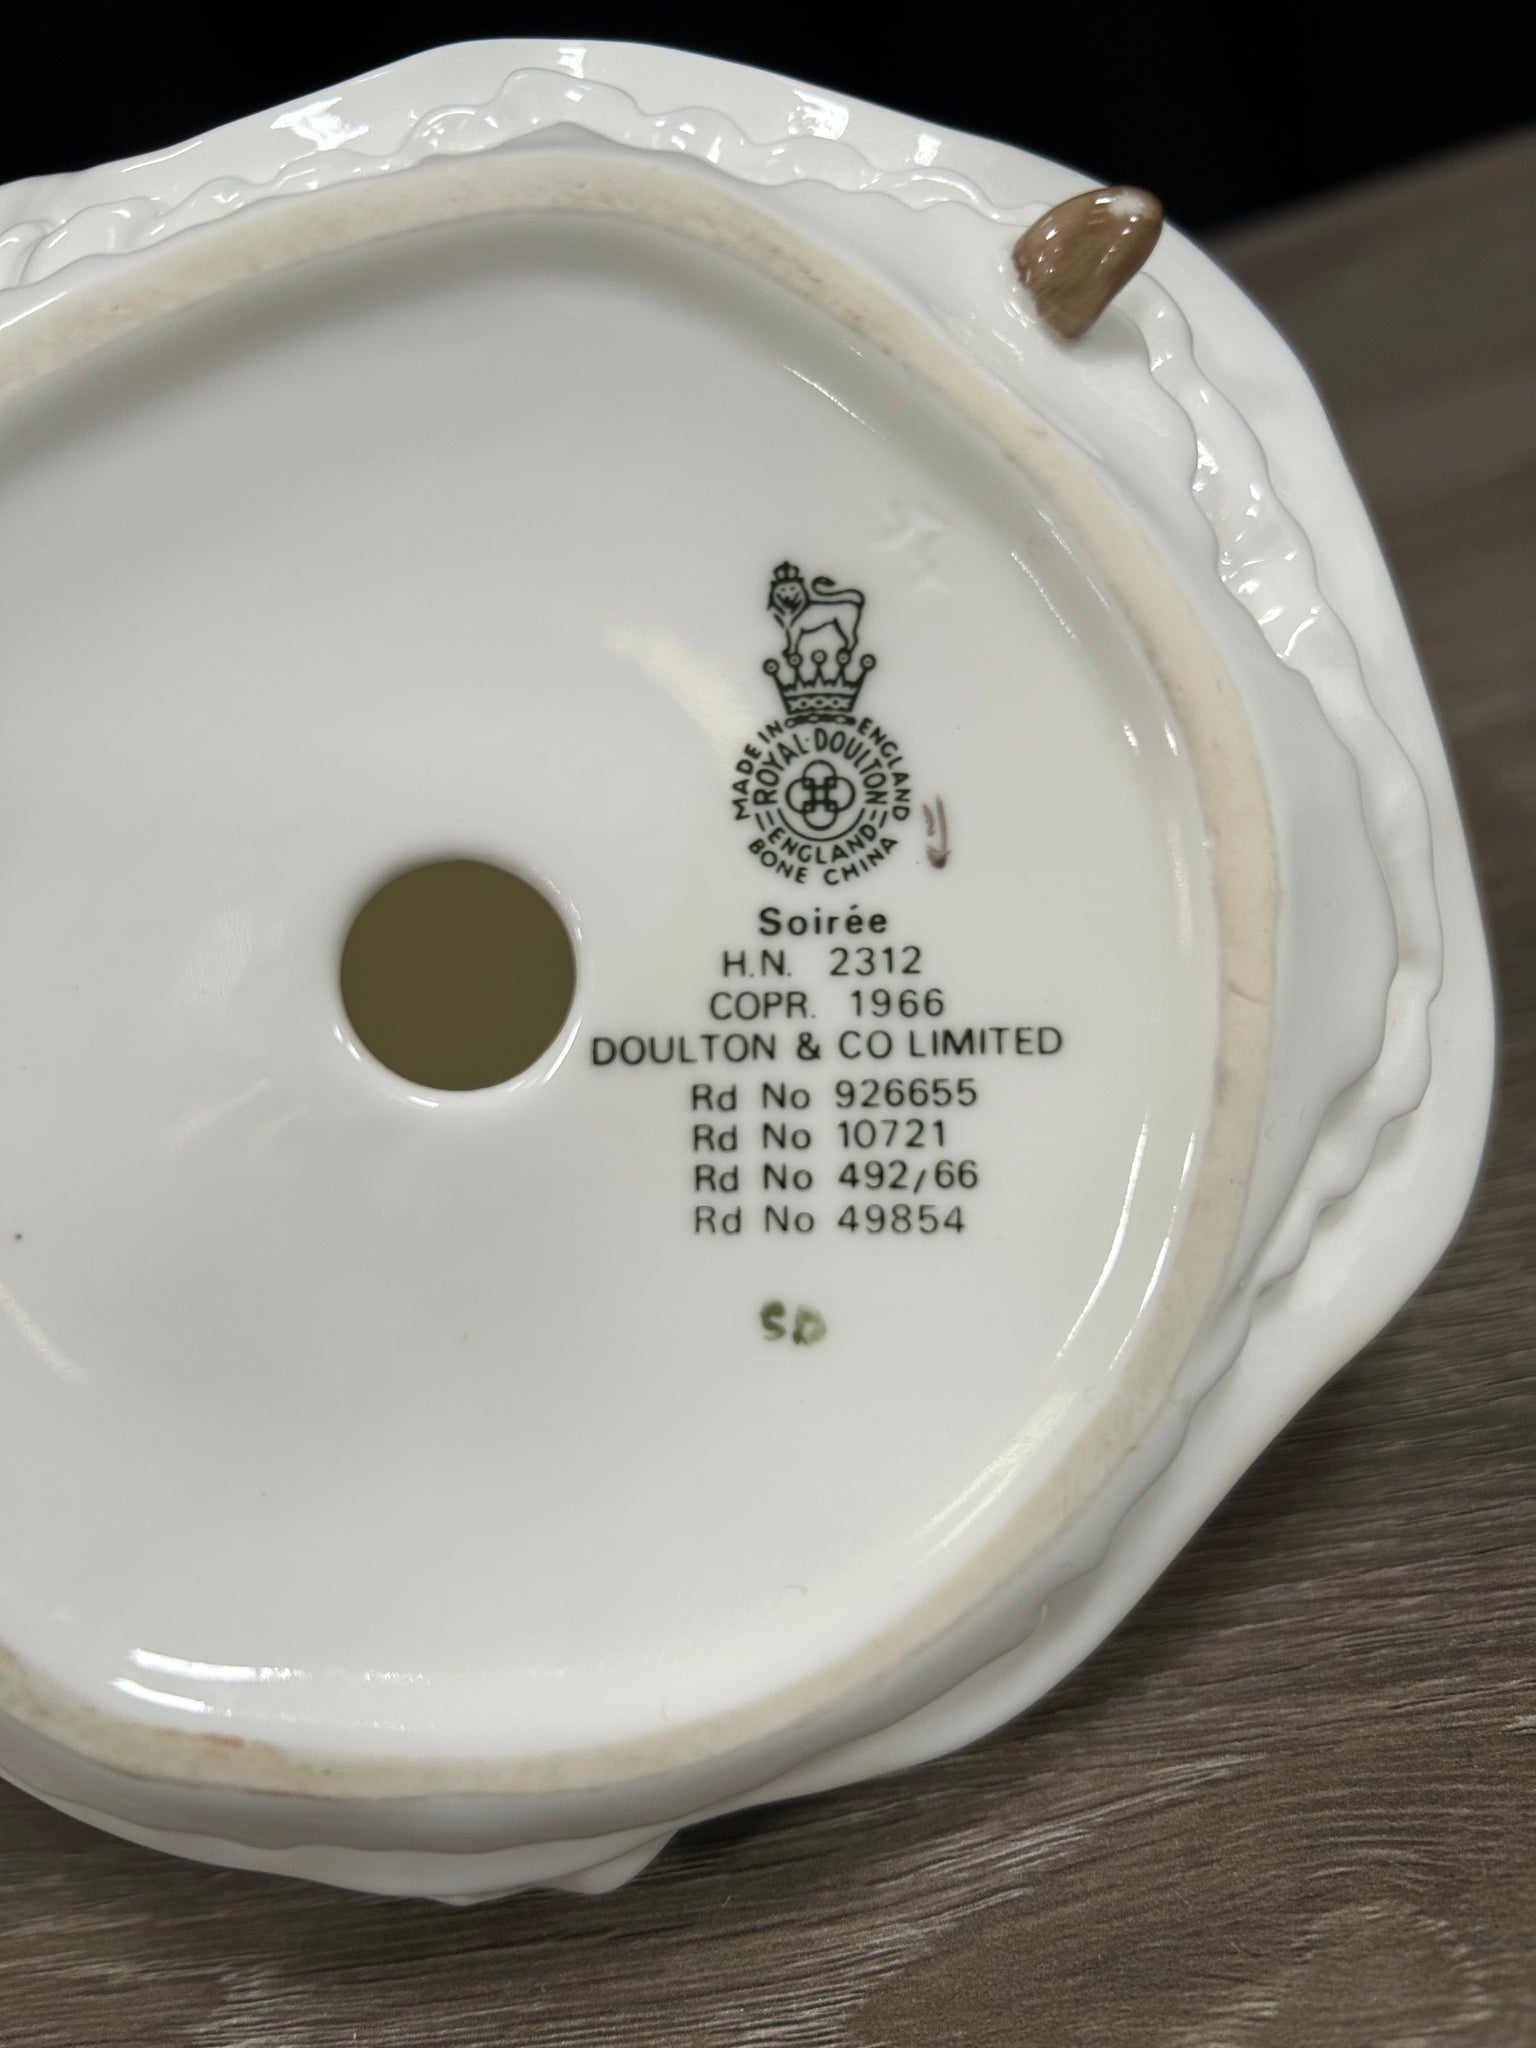 MADE IN ENGLAND
ROYAL·DOULTON
ENGLAND
BONE CHINA
Soirée
H.N. 2312
COPR. 1966
DOULTON & CO LIMITED
Rd No 926655
Rd No 10721
Rd No 492/66
Rd No 49854
SD